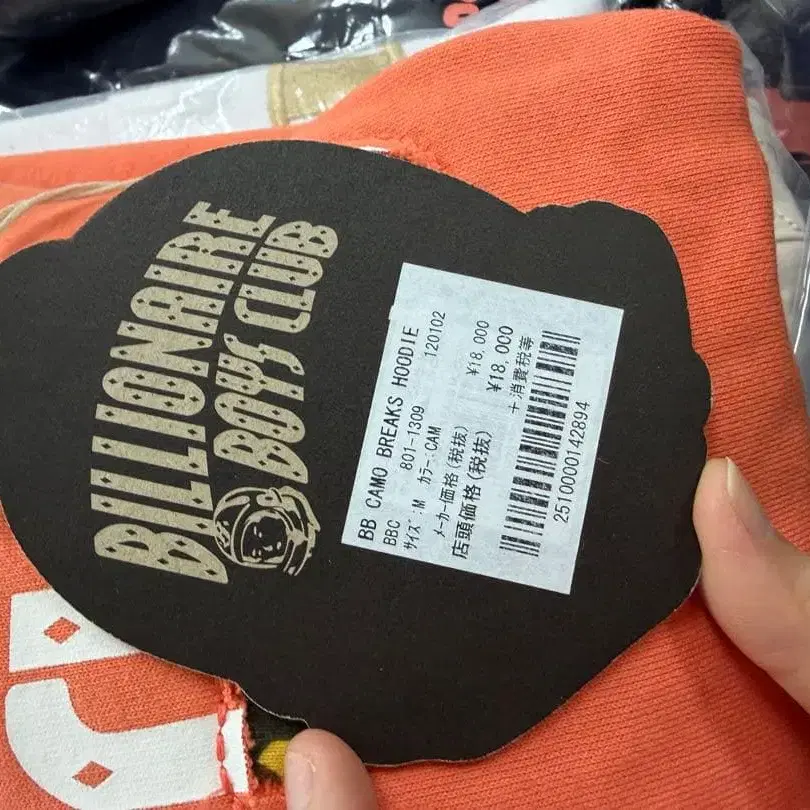 BILLIONAIRE
BOYS CLUB
BB CAMO BREAKS HOODIE
BBC 801-1309 120102
サイズ:M カラー:CAM
メーカー価格(税抜) ¥18,000
店頭価格(税抜) ¥18,000
+消費税等
2510000142894